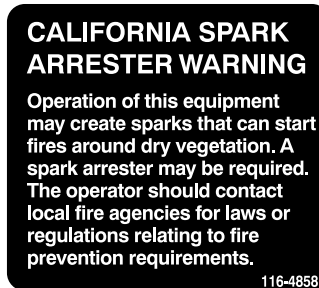 CALIFORNIA SPARK
ARRESTER WARNING
Operation of this equipment
may create sparks that can start
fires around dry vegetation. A
spark arrester may be required.
The operator should contact
local fire agencies for laws or
regulations relating to fire
prevention requirements.
116-4858